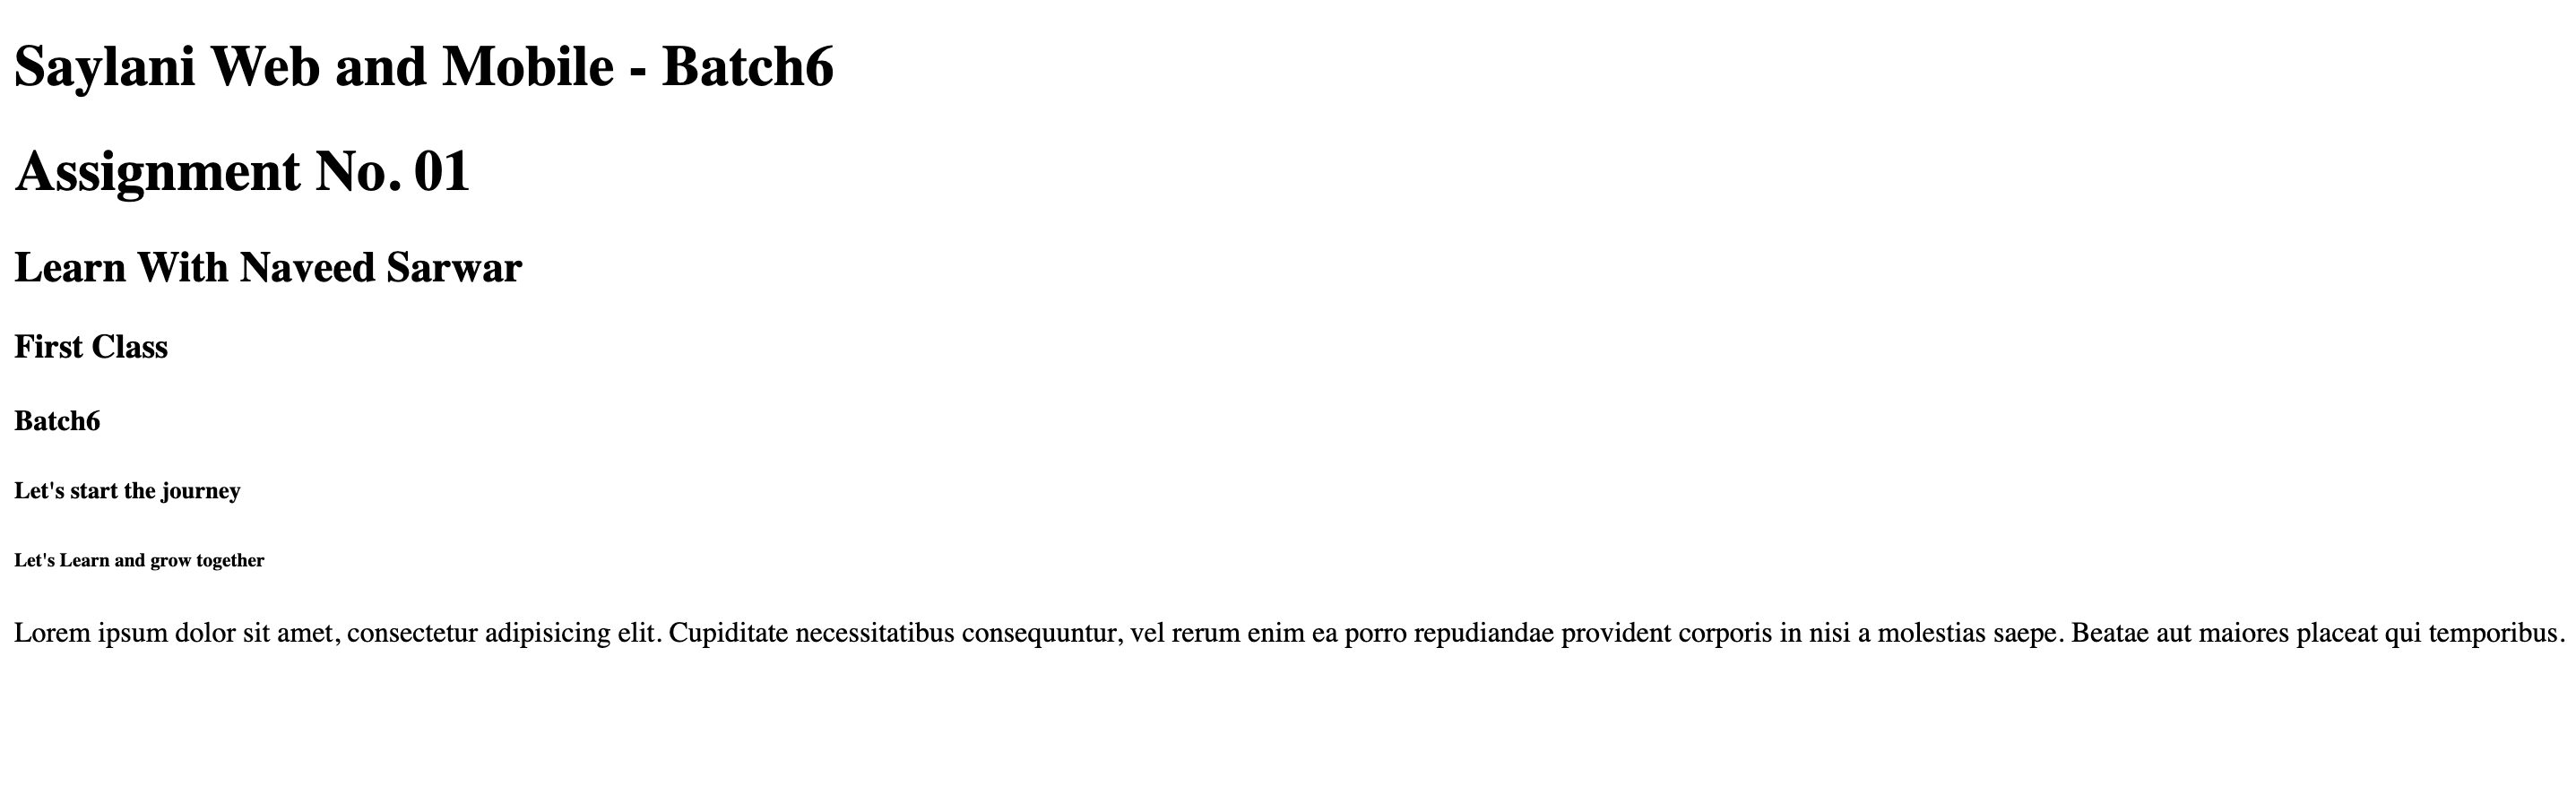 Saylani Web and Mobile - Batch6
Assignment No. 01
Learn With Naveed Sarwar
First Class
Batch6
Let's start the journey
Let's Learn and grow together
Lorem ipsum dolor sit amet, consectetur adipisicing elit. Cupiditate necessitatibus consequuntur, vel rerum enim ea porro repudiandae provident corporis in nisi a molestias saepe. Beatae aut maiores placeat qui temporibus.